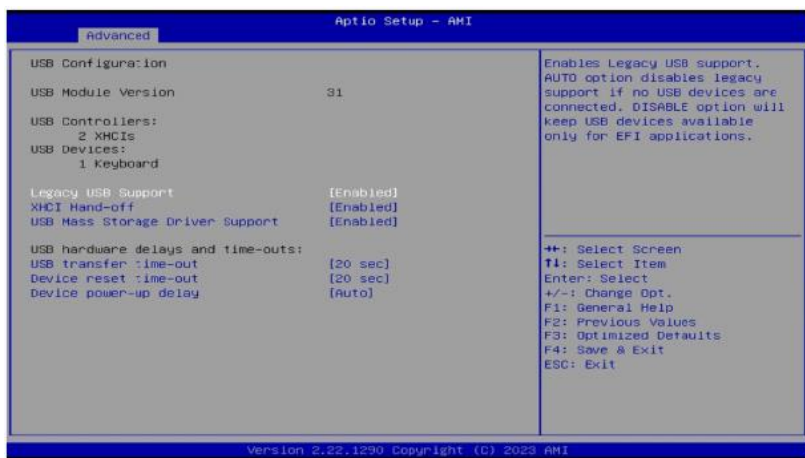 Aptio Setup - AMI
Advanced
USB Configuration
USB Module Version 31
USB Controllers:
2 XHCIs
USB Devices:
1 Keyboard
Legacy USB Support [Enabled]
XHCI Hand-off [Enabled]
USB Mass Storage Driver Support [Enabled]
USB hardware delays and time-outs:
USB transfer time-out [20 sec]
Device reset time-out [20 sec]
Device power-up delay [Auto]
Enables Legacy USB support.
AUTO option disables legacy
support if no USB devices are
connected. DISABLE option will
keep USB devices available
only for EFI applications.
→←: Select Screen
↑↓: Select Item
Enter: Select
+/-: Change Opt.
F1: General Help
F2: Previous Values
F3: Optimized Defaults
F4: Save & Exit
ESC: Exit
Version 2.22.1290 Copyright (C) 2023 AMI